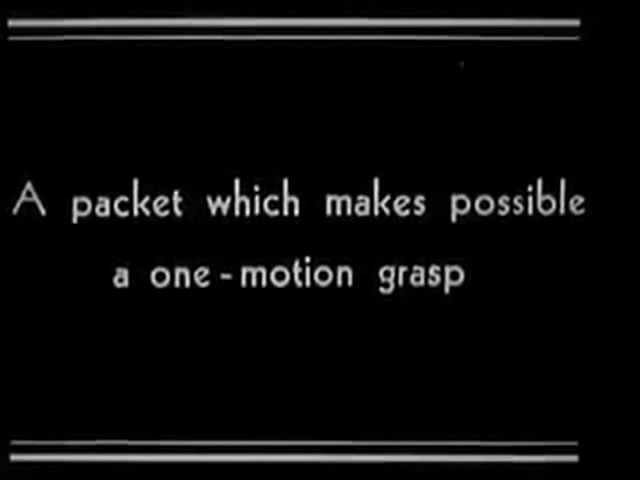 A packet which makes possible
a one-motion grasp